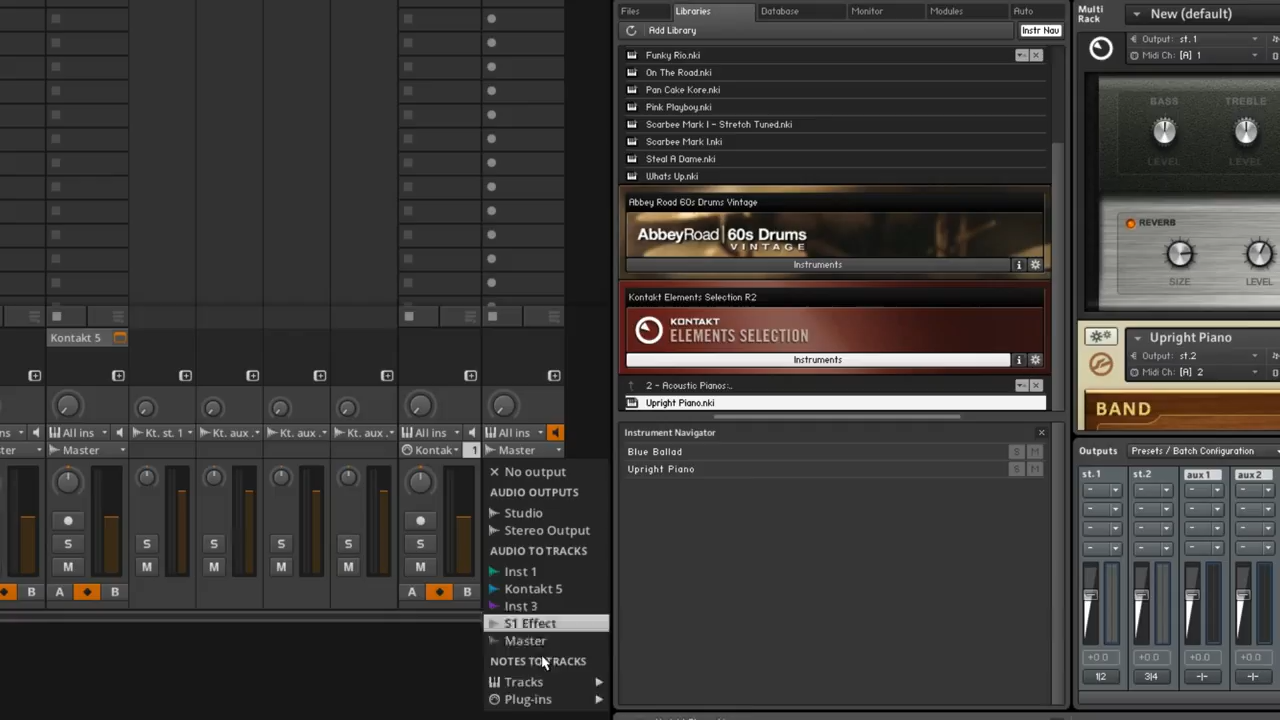 Files Libraries Database Monitor Modules Auto
Add Library Instr Nav
Funky Rio.nki
On The Road.nki
Pan Cake Kore.nki
Pink Playboy.nki
Scarbee Mark I - Stretch Tuned.nki
Scarbee Mark I.nki
Steal A Dame.nki
Whats Up.nki
Abbey Road 60s Drums Vintage
AbbeyRoad 60s Drums
VINTAGE
Instruments i
Kontakt Elements Selection R2
KONTAKT
ELEMENTS SELECTION
Instruments i
2 - Acoustic Pianos:..
Upright Piano.nki
Instrument Navigator
Blue Ballad S M
Upright Piano S M
Multi
Rack
New (default)
Output: st.1
Midi Ch: [A] 1
BASS TREBLE
LEVEL LEVEL
REVERB
SIZE LEVEL
Upright Piano
Output: st.2
Midi Ch: [A] 2
BAND
Outputs Presets / Batch Configuration
st.1 st.2 aux1 aux2
+0.0 +0.0 +0.0 +0.0
1|2 3|4 -|- -|-
Kontakt 5
ns All ins Kt. st. 1 Kt. aux . Kt. aux . Kt. aux . All ins All ins
ster Master Kontak 1 Master
S S S S S S
M M M M M M
B A B A B
No output
AUDIO OUTPUTS
Studio
Stereo Output
AUDIO TO TRACKS
Inst 1
Kontakt 5
Inst 3
S1 Effect
Master
NOTES TO TRACKS
Tracks
Plug-ins